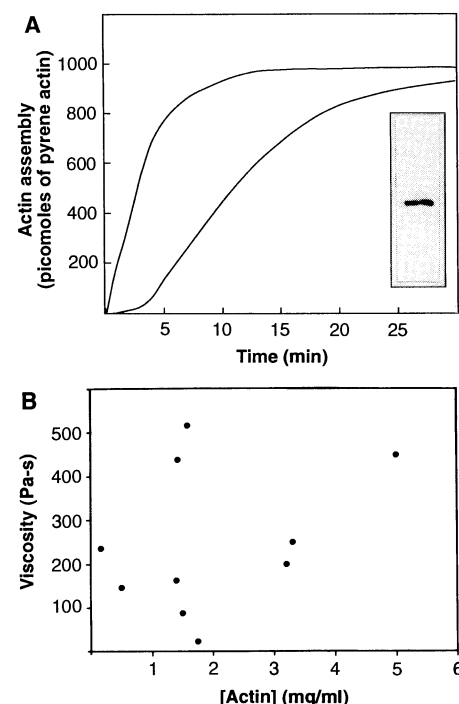 A
Actin assembly
(picomoles of pyrene actin)
1000
800
600
400
200
5 10 15 20 25
Time (min)
B
Viscosity (Pa-s)
500
400
300
200
100
1 2 3 4 5 6
[Actin] (mg/ml)